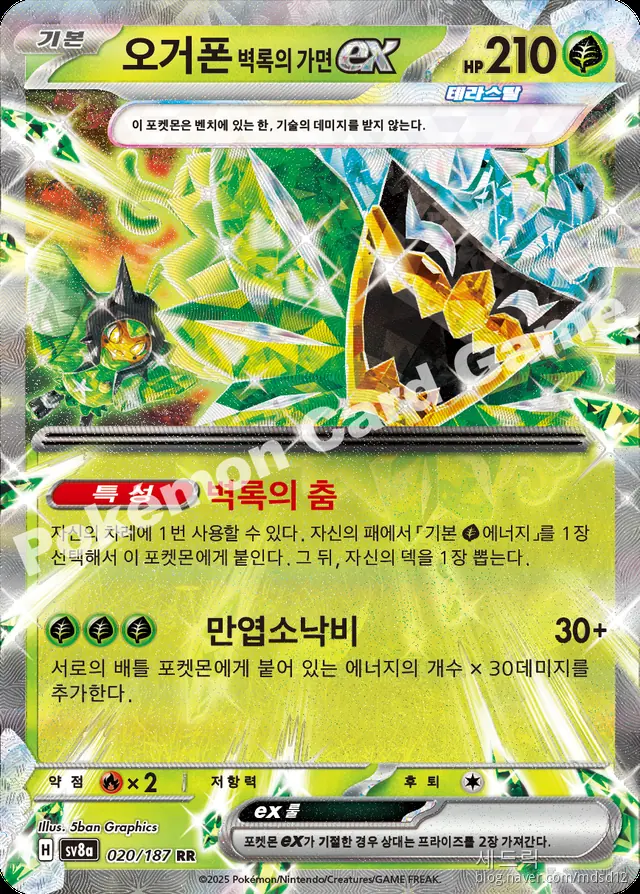 기본 오거폰 벽록의 가면 ex HP 210
테라스탈
이 포켓몬은 벤치에 있는 한, 기술의 데미지를 받지 않는다.
Pokémon Card Game
특성 벽록의 춤
자신의 차례에 1번 사용할 수 있다. 자신의 패에서 「기본 에너지」를 1장
선택해서 이 포켓몬에게 붙인다. 그 뒤, 자신의 덱을 1장 뽑는다.
만엽소낙비 30+
서로의 배틀 포켓몬에게 붙어 있는 에너지의 개수 × 30데미지를
추가한다.
약점 ×2 저항력 후퇴
ex 룰
Illus. 5ban Graphics
포켓몬 ex가 기절한 경우 상대는 프라이즈를 2장 가져간다.
H sv8a 020/187 RR
세드릭
blog.naver.com/mdsd12
©2025 Pokémon/Nintendo/Creatures/GAME FREAK.